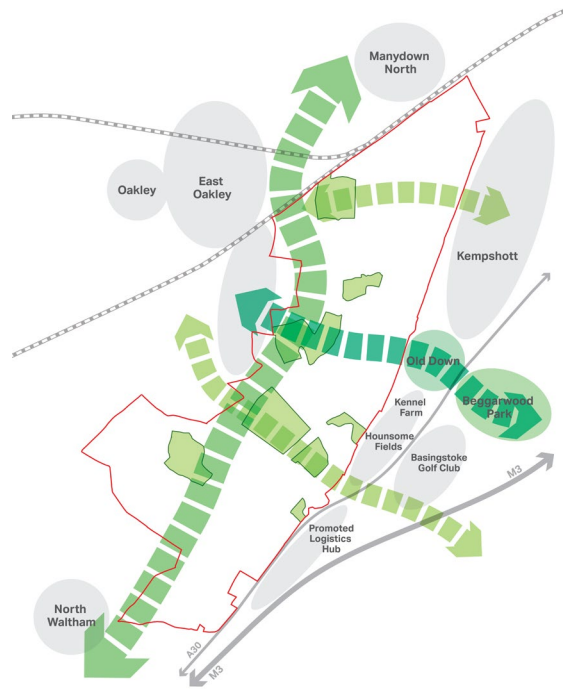 Manydown
North
East
Oakley
Oakley
Kempshott
Old Down
Beggarwood
Park
Kennel
Farm
Hounsome
Fields
Basingstoke
Golf Club
M3
Promoted
Logistics
Hub
North
Waltham
A30
M3